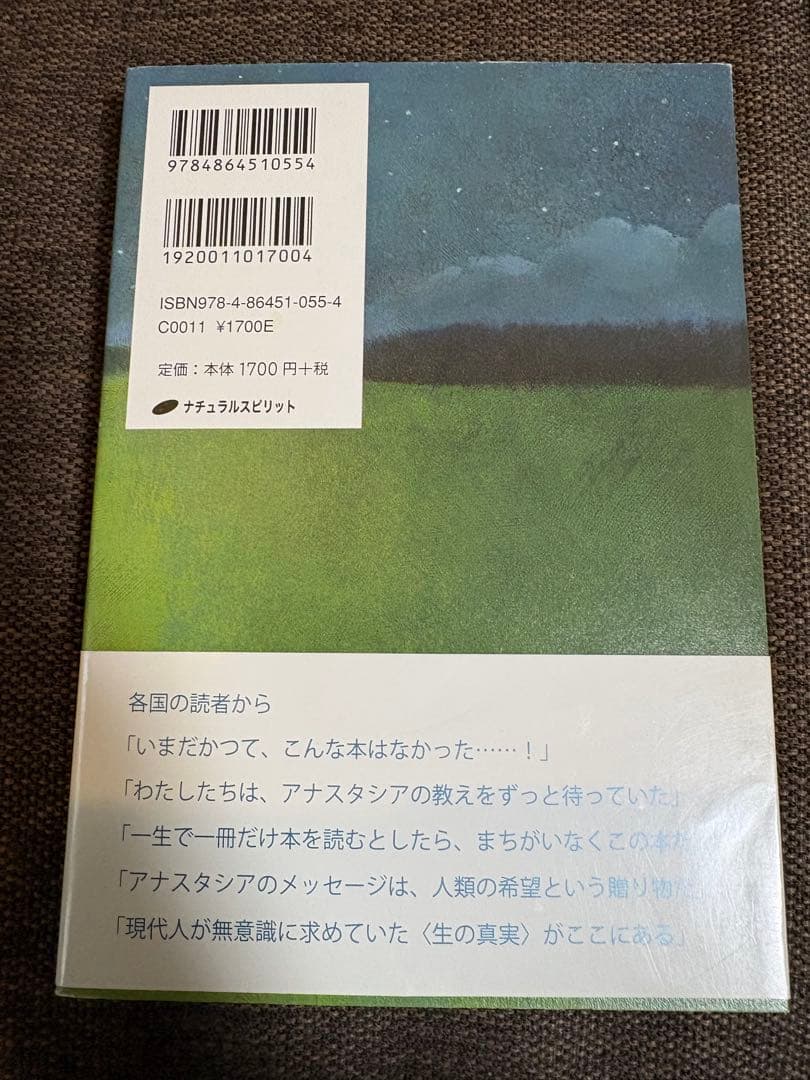 9784864510554
1920011017004
ISBN978-4-86451-055-4
C0011 ¥1700E
定価：本体1700円＋税
ナチュラルスピリット
各国の読者から
「いまだかつて、こんな本はなかった……！」
「わたしたちは、アナスタシアの教えをずっと待っていた」
「一生で一冊だけ本を読むとしたら、まちがいなくこの本だ
「アナスタシアのメッセージは、人類の希望という贈り物だ」
「現代人が無意識に求めていた〈生の真実〉がここにある」